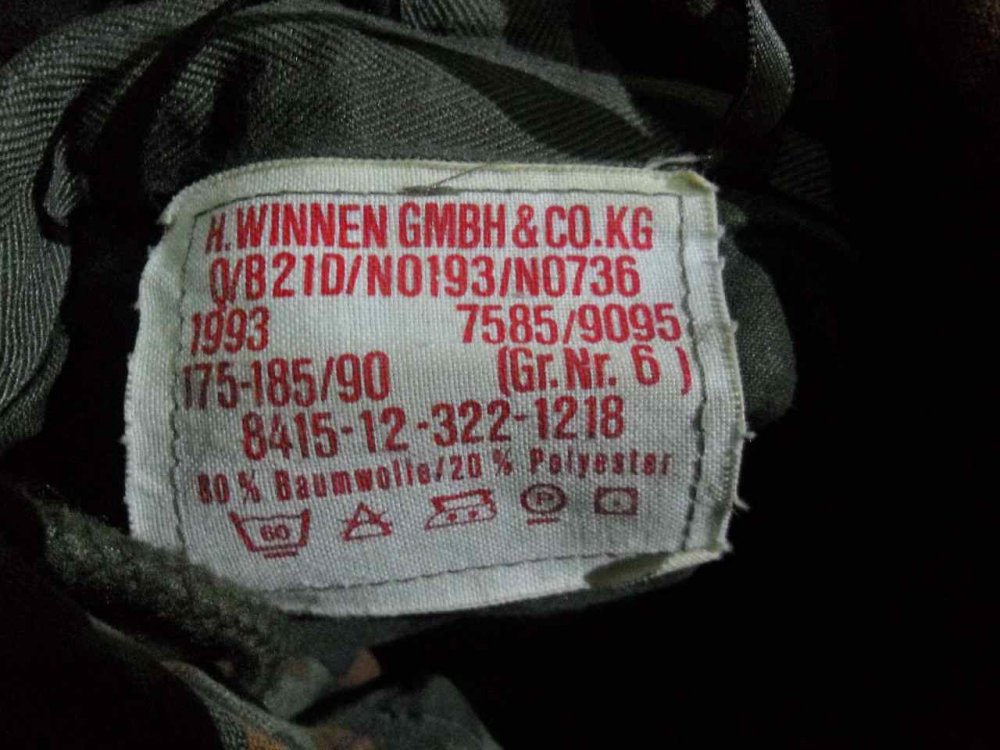 H.WINNEN GMBH & CO.KG
Q/B21D/N0193/N0736
1993 7585/9095
175-185/90 (Gr.Nr. 6 )
8415-12-322-1218
80 % Baumwolle/20 % Polyester
60 P